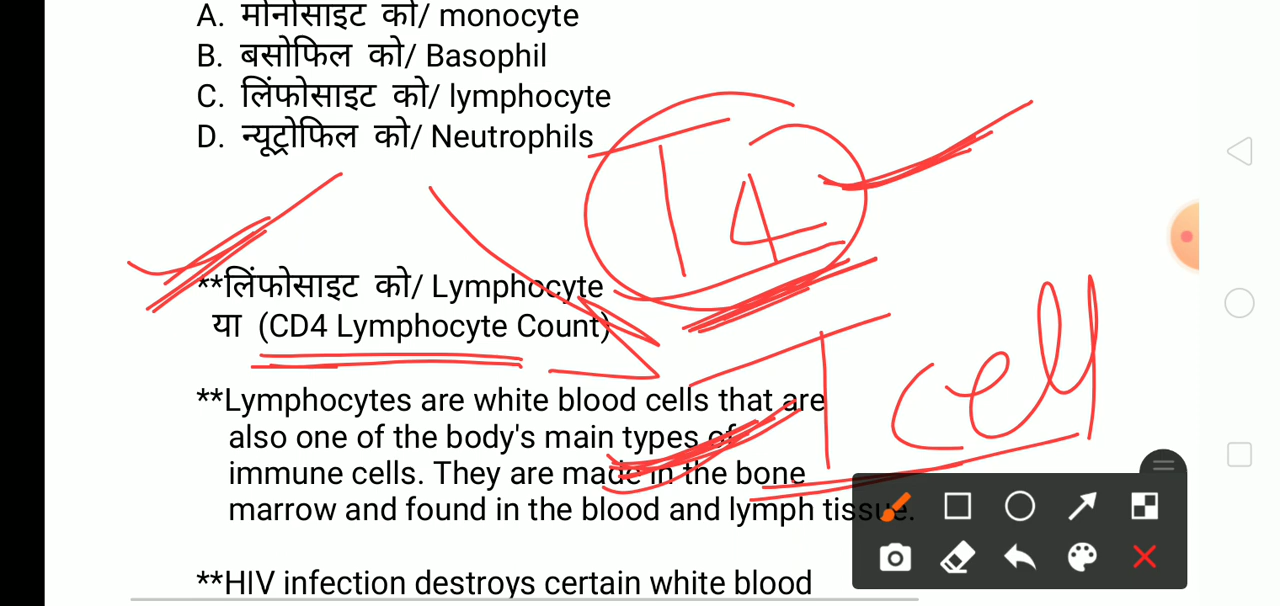 A. मोनोसाइट को/ monocyte
B. बसोफिल को/ Basophil
C. लिंफोसाइट को/ lymphocyte
D. न्यूट्रोफिल को/ Neutrophils
T4
**लिंफोसाइट को/ Lymphocyte
या (CD4 Lymphocyte Count)
T cell
**Lymphocytes are white blood cells that are
also one of the body's main types of
immune cells. They are made in the bone
marrow and found in the blood and lymph tissue.
**HIV infection destroys certain white blood